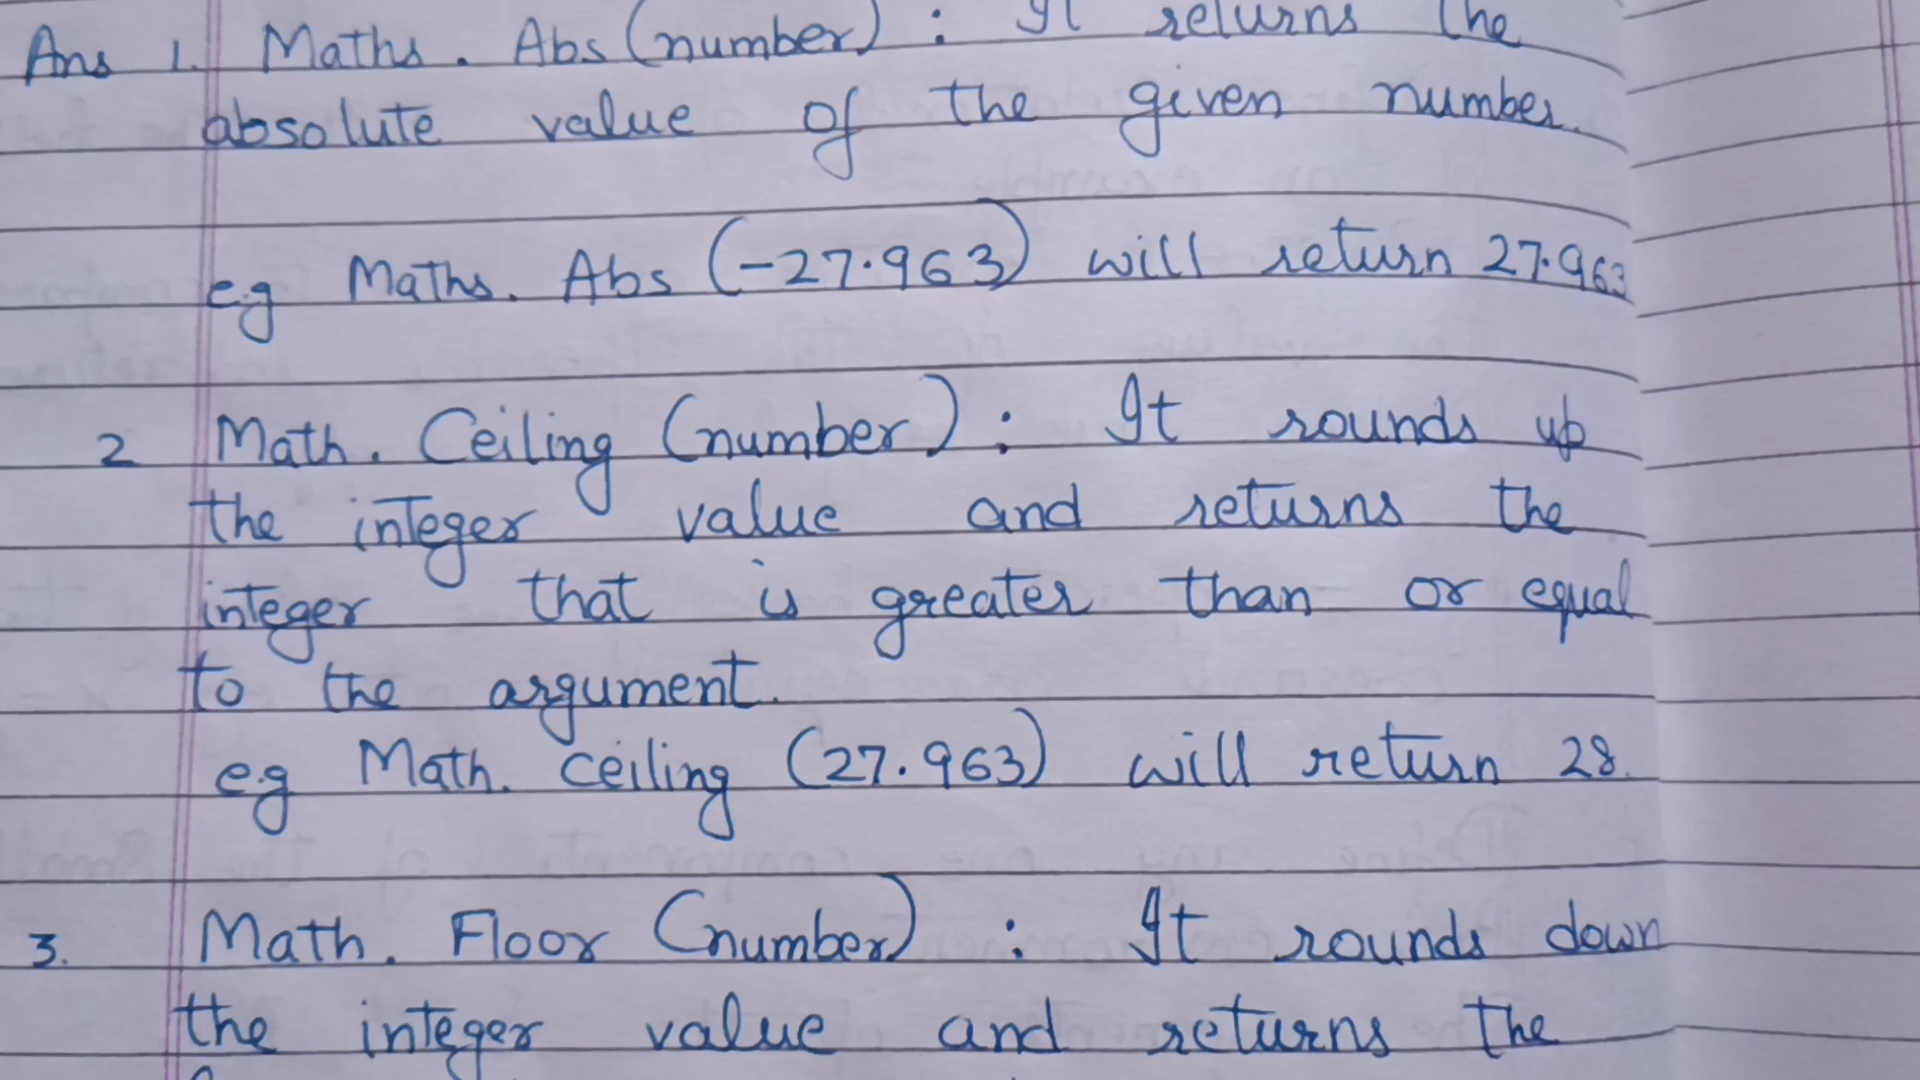 Ans 1. Maths. Abs (number) : It returns the
absolute value of the given number.
eg Maths. Abs (-27.963) will return 27.963
2 Math. Ceiling (number) : It rounds up
the integer value and returns the
integer that is greater than or equal
to the argument.
eg Math. ceiling (27.963) will return 28.
3. Math. Floor (number) : It rounds down
the integer value and returns the